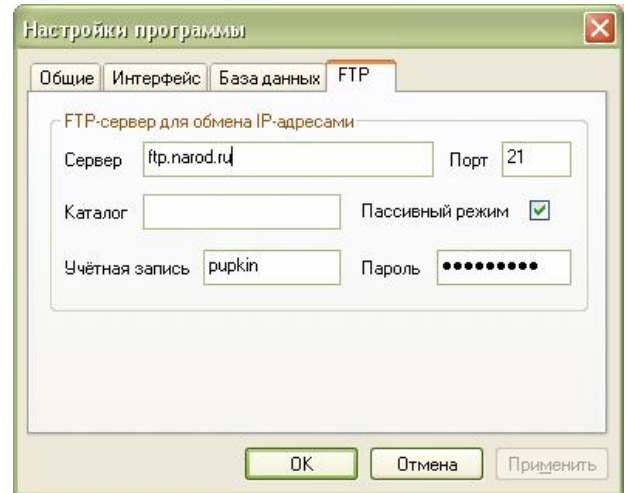 Настройки программы
Общие Интерфейс База данных FTP
FTP-сервер для обмена IP-адресами
Сервер ftp.narod.ru Порт 21
Каталог Пассивный режим
Учётная запись pupkin Пароль •••••••••
OK Отмена Применить